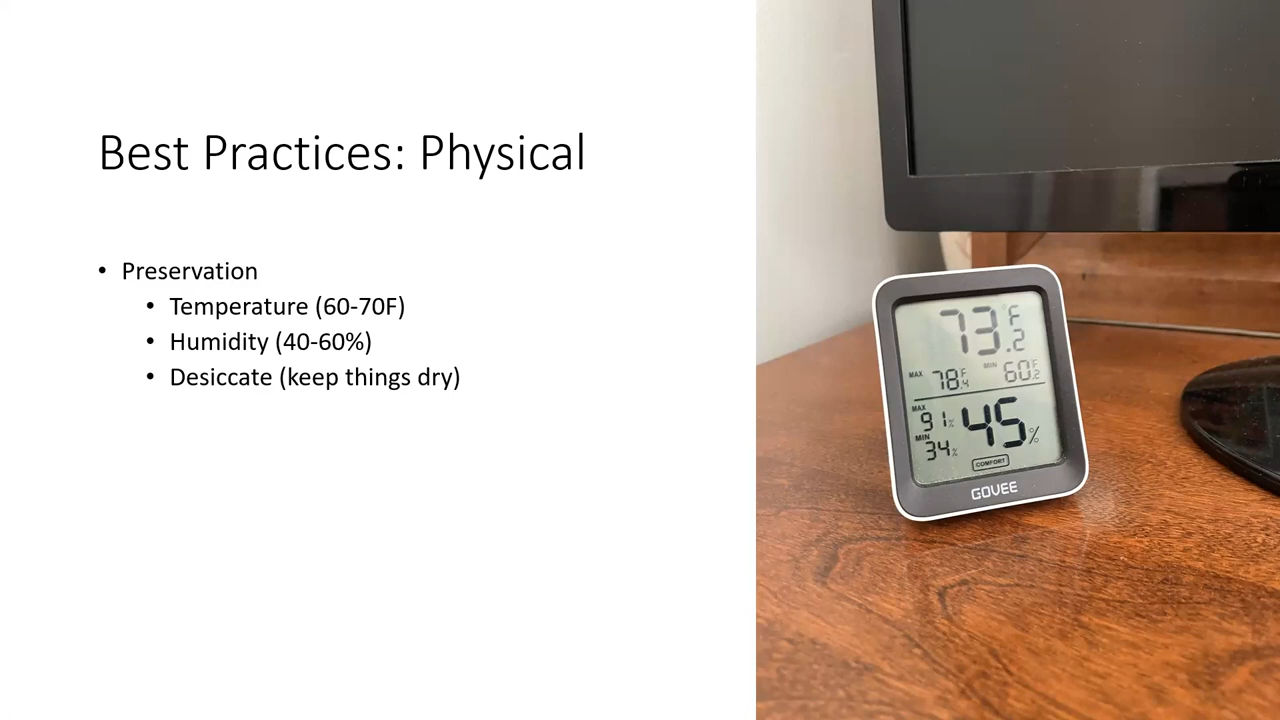 Best Practices: Physical
• Preservation
• Temperature (60-70F)
• Humidity (40-60%)
• Desiccate (keep things dry)
73.2 F
MAX 78.4 F MIN 60.2 F
MAX 91%
45%
MIN 34%
COMFORT
GOVEE